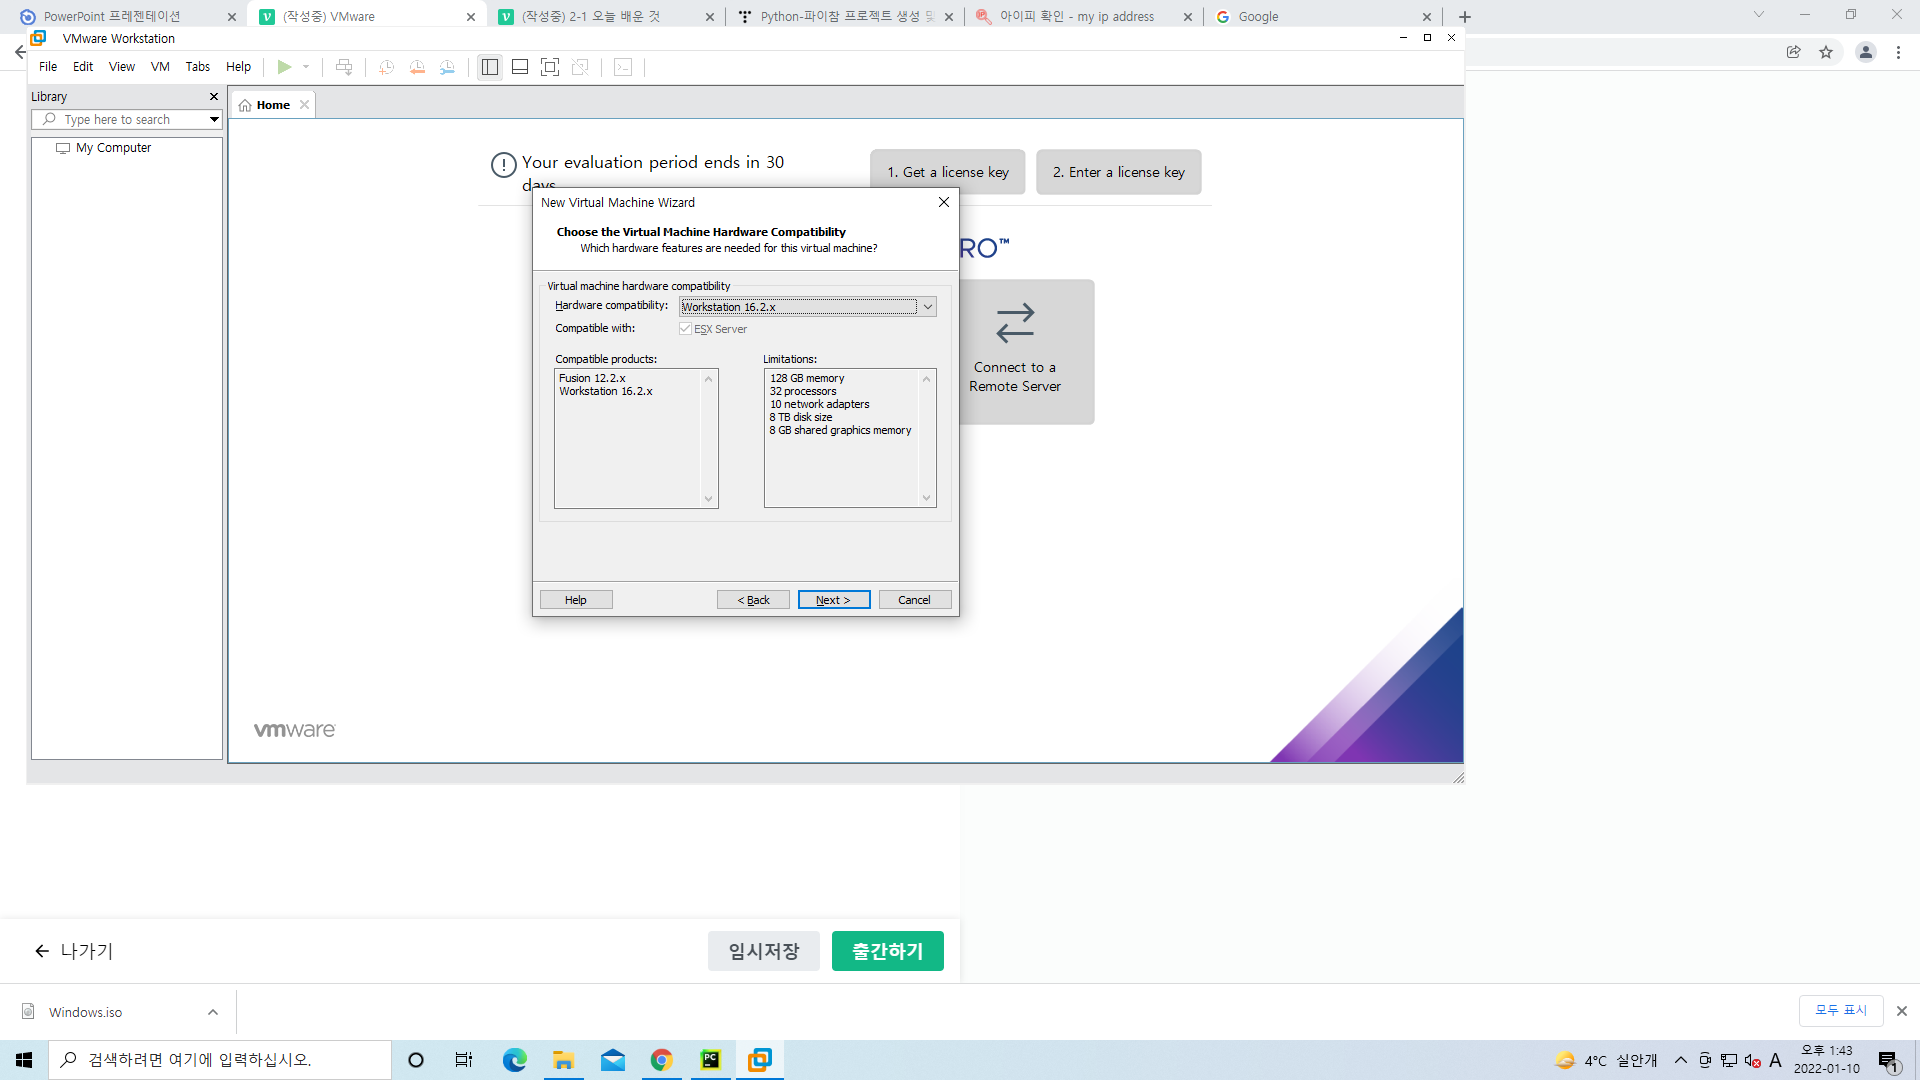 PowerPoint 프레젠테이션
(작성중) VMware
(작성중) 2-1 오늘 배운 것
Python-파이참 프로젝트 생성 및
아이피 확인 - my ip address
Google
VMware Workstation
File Edit View VM Tabs Help
Library
Type here to search
My Computer
Home
Your evaluation period ends in 30
days
1. Get a license key
2. Enter a license key
RO™
Connect to a
Remote Server
New Virtual Machine Wizard
Choose the Virtual Machine Hardware Compatibility
Which hardware features are needed for this virtual machine?
Virtual machine hardware compatibility
Hardware compatibility: Workstation 16.2.x
Compatible with: ESX Server
Compatible products:
Fusion 12.2.x
Workstation 16.2.x
Limitations:
128 GB memory
32 processors
10 network adapters
8 TB disk size
8 GB shared graphics memory
Help
< Back
Next >
Cancel
vmware
나가기
임시저장
출간하기
Windows.iso
모두 표시
검색하려면 여기에 입력하십시오.
PC
4°C 실안개
A
오후 1:43
2022-01-10
1